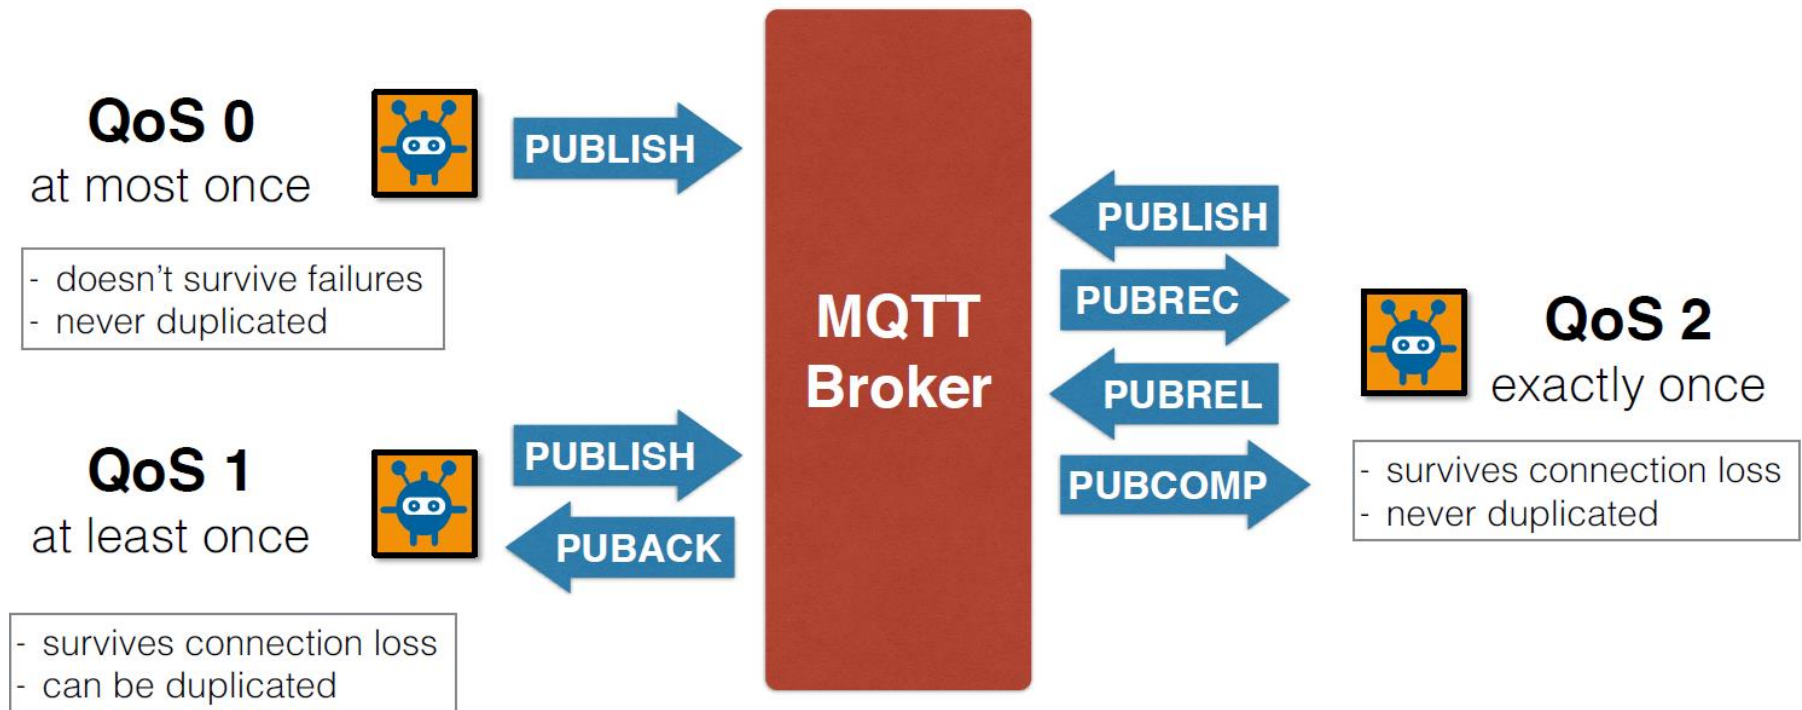 QoS 0
at most once
PUBLISH
- doesn't survive failures
- never duplicated
QoS 1
at least once
PUBLISH
PUBACK
- survives connection loss
- can be duplicated
MQTT
Broker
PUBLISH
PUBREC
PUBREL
PUBCOMP
QoS 2
exactly once
- survives connection loss
- never duplicated